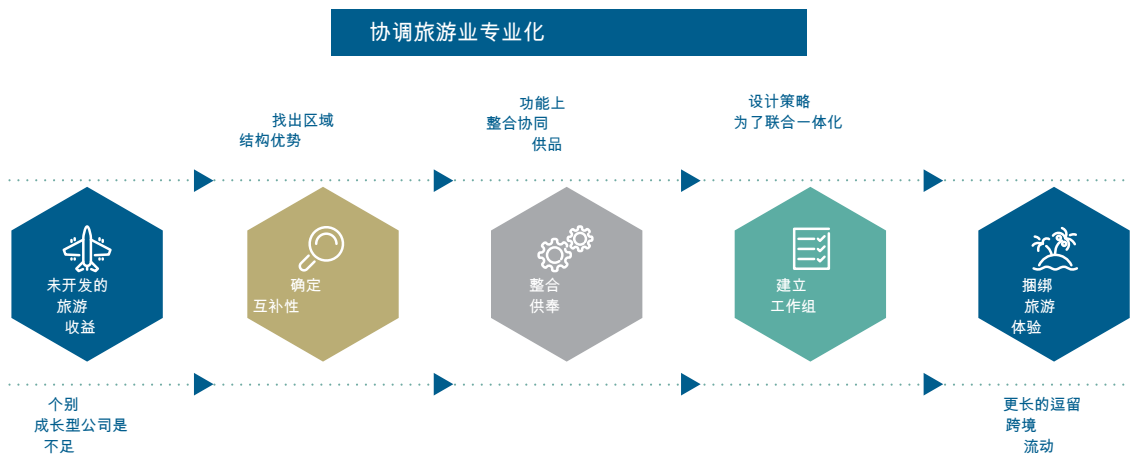 协调旅游业专业化
找出区域
结构优势
功能上
整合协同
供品
设计策略
为了联合一体化
未开发的
旅游
收益
确定
互补性
整合
供奉
建立
工作组
捆绑
旅游
体验
个别
成长型公司是
不足
更长的逗留
跨境
流动